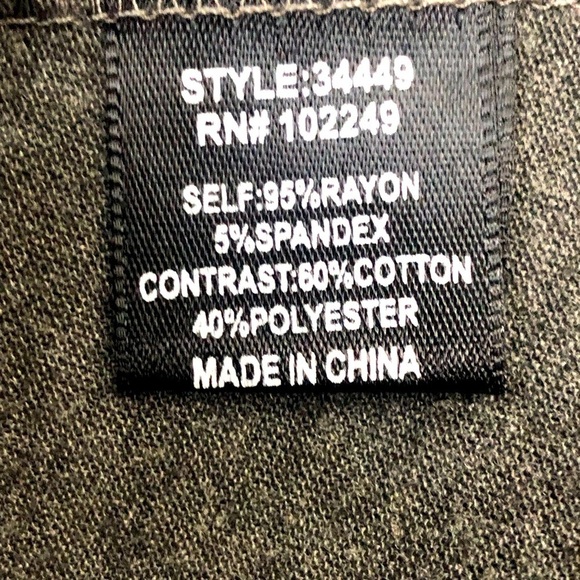 STYLE:34449
RN# 102249
SELF:95%RAYON
5%SPANDEX
CONTRAST:60%COTTON
40%POLYESTER
MADE IN CHINA